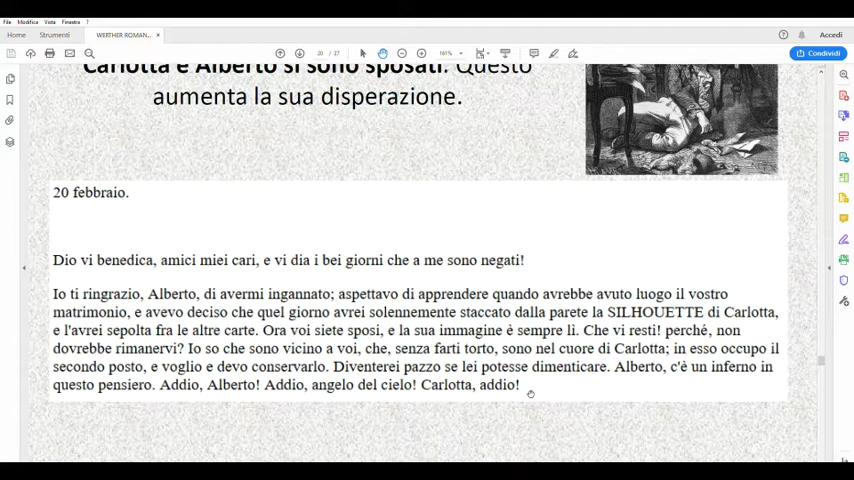 File Modifica Vista Finestra ?
Home Strumenti WERTHER ROMAN... × Accedi
20 / 27 161% Condividi
Carlotta e Alberto si sono sposati. Questo
aumenta la sua disperazione.
20 febbraio.
Dio vi benedica, amici miei cari, e vi dia i bei giorni che a me sono negati!
Io ti ringrazio, Alberto, di avermi ingannato; aspettavo di apprendere quando avrebbe avuto luogo il vostro
matrimonio, e avevo deciso che quel giorno avrei solennemente staccato dalla parete la SILHOUETTE di Carlotta,
e l'avrei sepolta fra le altre carte. Ora voi siete sposi, e la sua immagine è sempre lì. Che vi resti! perché, non
dovrebbe rimanervi? Io so che sono vicino a voi, che, senza farti torto, sono nel cuore di Carlotta; in esso occupo il
secondo posto, e voglio e devo conservarlo. Diventerei pazzo se lei potesse dimenticare. Alberto, c'è un inferno in
questo pensiero. Addio, Alberto! Addio, angelo del cielo! Carlotta, addio!